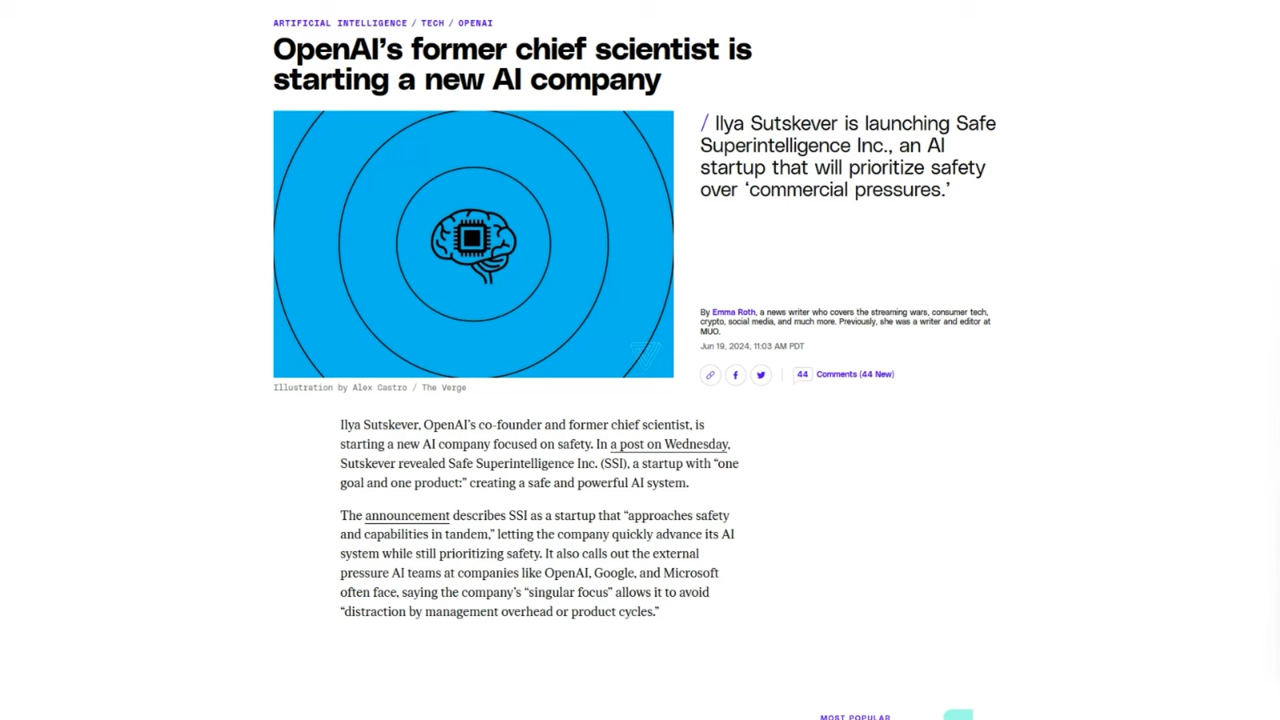 ARTIFICIAL INTELLIGENCE / TECH / OPENAI
OpenAI’s former chief scientist is
starting a new AI company
/ Ilya Sutskever is launching Safe
Superintelligence Inc., an AI
startup that will prioritize safety
over ‘commercial pressures.’
By Emma Roth, a news writer who covers the streaming wars, consumer tech,
crypto, social media, and much more. Previously, she was a writer and editor at
MUO.
Jun 19, 2024, 11:03 AM PDT
44 Comments (44 New)
Illustration by Alex Castro / The Verge
Ilya Sutskever, OpenAI’s co-founder and former chief scientist, is
starting a new AI company focused on safety. In a post on Wednesday,
Sutskever revealed Safe Superintelligence Inc. (SSI), a startup with “one
goal and one product:” creating a safe and powerful AI system.
The announcement describes SSI as a startup that “approaches safety
and capabilities in tandem,” letting the company quickly advance its AI
system while still prioritizing safety. It also calls out the external
pressure AI teams at companies like OpenAI, Google, and Microsoft
often face, saying the company’s “singular focus” allows it to avoid
“distraction by management overhead or product cycles.”
MOST POPULAR